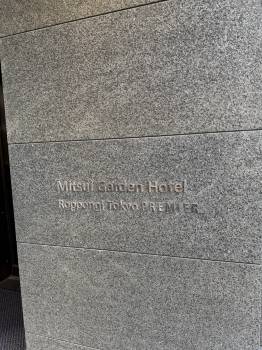 Mitsui Garden Hotel
Roppongi Tokyo PREMIER